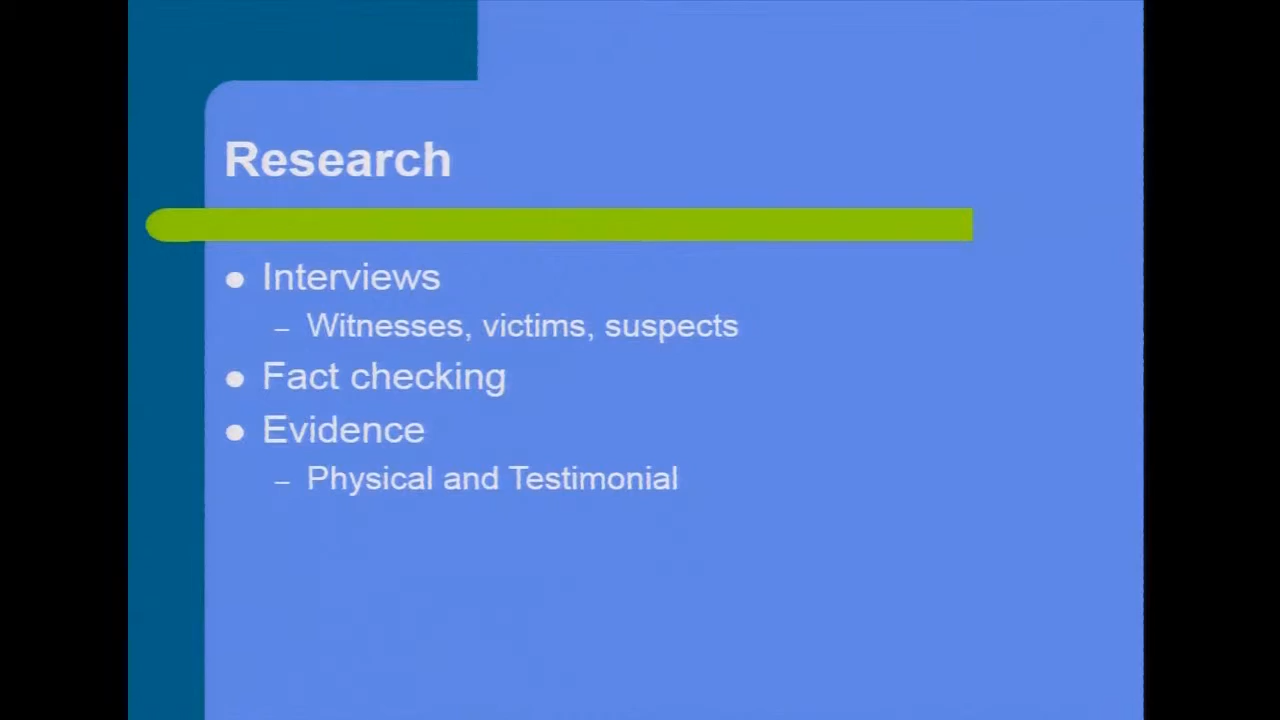 Research
● Interviews
– Witnesses, victims, suspects
● Fact checking
● Evidence
– Physical and Testimonial